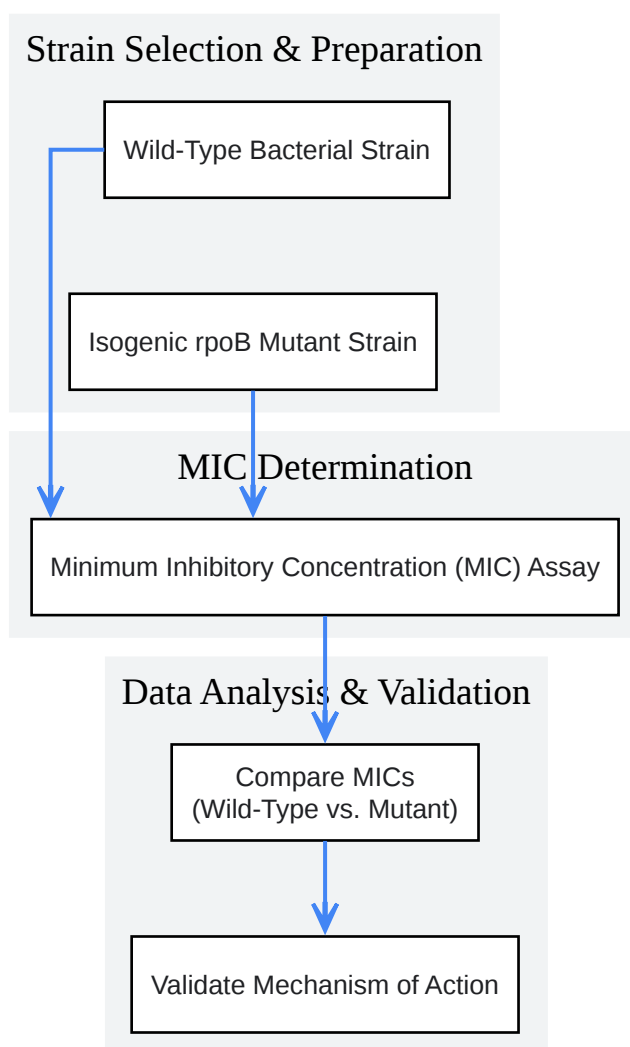 Strain Selection & Preparation
Wild-Type Bacterial Strain
Isogenic rpoB Mutant Strain
MIC Determination
Minimum Inhibitory Concentration (MIC) Assay
Data Analysis & Validation
Compare MICs
(Wild-Type vs. Mutant)
Validate Mechanism of Action